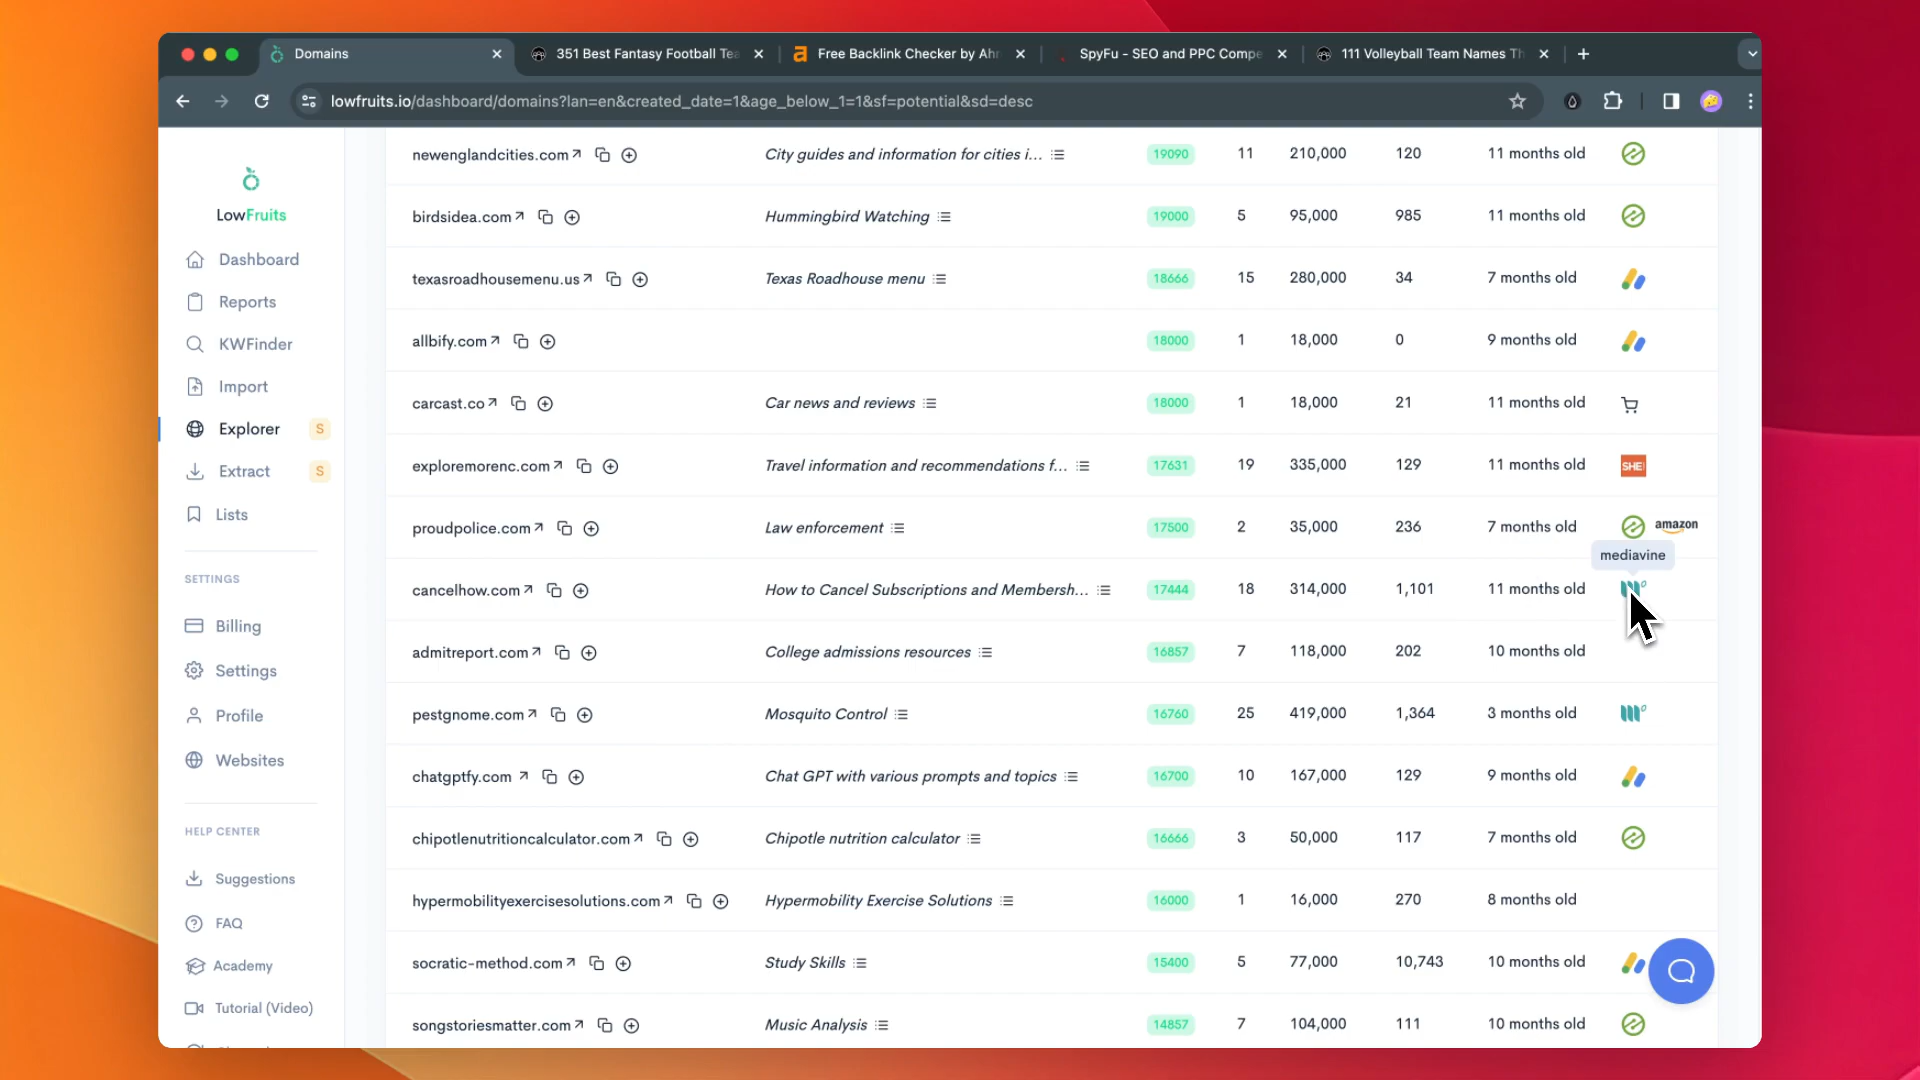 Domains
351 Best Fantasy Football Tea
Free Backlink Checker by Ahr
SpyFu - SEO and PPC Compe
111 Volleyball Team Names Th
lowfruits.io/dashboard/domains?lan=en&created_date=1&age_below_1=1&sf=potential&sd=desc
LowFruits
Dashboard
Reports
KWFinder
Import
Explorer S
Extract S
Lists
SETTINGS
Billing
Settings
Profile
Websites
HELP CENTER
Suggestions
FAQ
Academy
Tutorial (Video)
newenglandcities.com City guides and information for cities i... 19090 11 210,000 120 11 months old
birdsidea.com Hummingbird Watching 19000 5 95,000 985 11 months old
texasroadhousemenu.us Texas Roadhouse menu 18666 15 280,000 34 7 months old
allbify.com 18000 1 18,000 0 9 months old
carcast.co Car news and reviews 18000 1 18,000 21 11 months old
exploremorenc.com Travel information and recommendations f... 17631 19 335,000 129 11 months old SHE
proudpolice.com Law enforcement 17500 2 35,000 236 7 months old amazon
mediavine
cancelhow.com How to Cancel Subscriptions and Membersh... 17444 18 314,000 1,101 11 months old
admitreport.com College admissions resources 16857 7 118,000 202 10 months old
pestgnome.com Mosquito Control 16760 25 419,000 1,364 3 months old
chatgptfy.com Chat GPT with various prompts and topics 16700 10 167,000 129 9 months old
chipotlenutritioncalculator.com Chipotle nutrition calculator 16666 3 50,000 117 7 months old
hypermobilityexercisesolutions.com Hypermobility Exercise Solutions 16000 1 16,000 270 8 months old
socratic-method.com Study Skills 15400 5 77,000 10,743 10 months old
songstoriesmatter.com Music Analysis 14857 7 104,000 111 10 months old